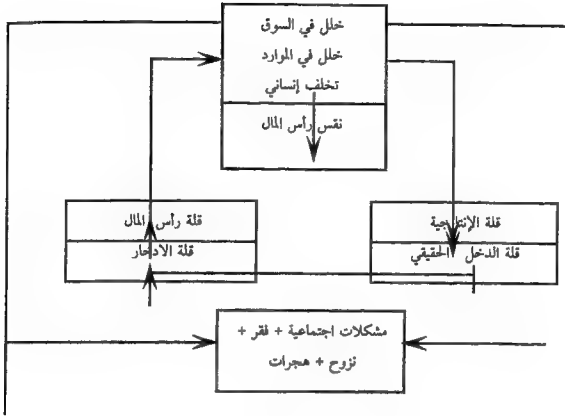 خلل في السوق
خلل في الموارد
تخلف إنساني
نقس رأس المال
قلة رأس المال
قلة الإنتاجية
قلة الادخار
قلة الدخل الحقيقي
مشكلات اجتماعية + فقر +
نزوح + هجرات